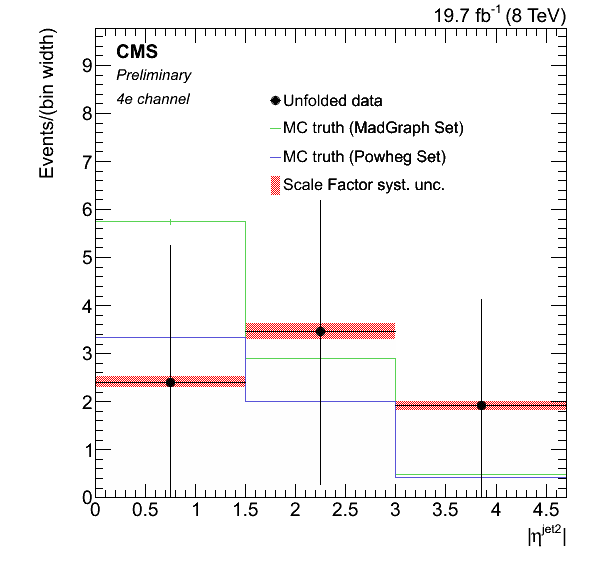 19.7 fb⁻¹ (8 TeV)
Events/(bin width)
CMS
Preliminary
4e channel
Unfolded data
MC truth (MadGraph Set)
MC truth (Powheg Set)
Scale Factor syst. unc.
9
8
7
6
5
4
3
2
1
0
0 0.5 1 1.5 2 2.5 3 3.5 4 4.5
|η^jet2|